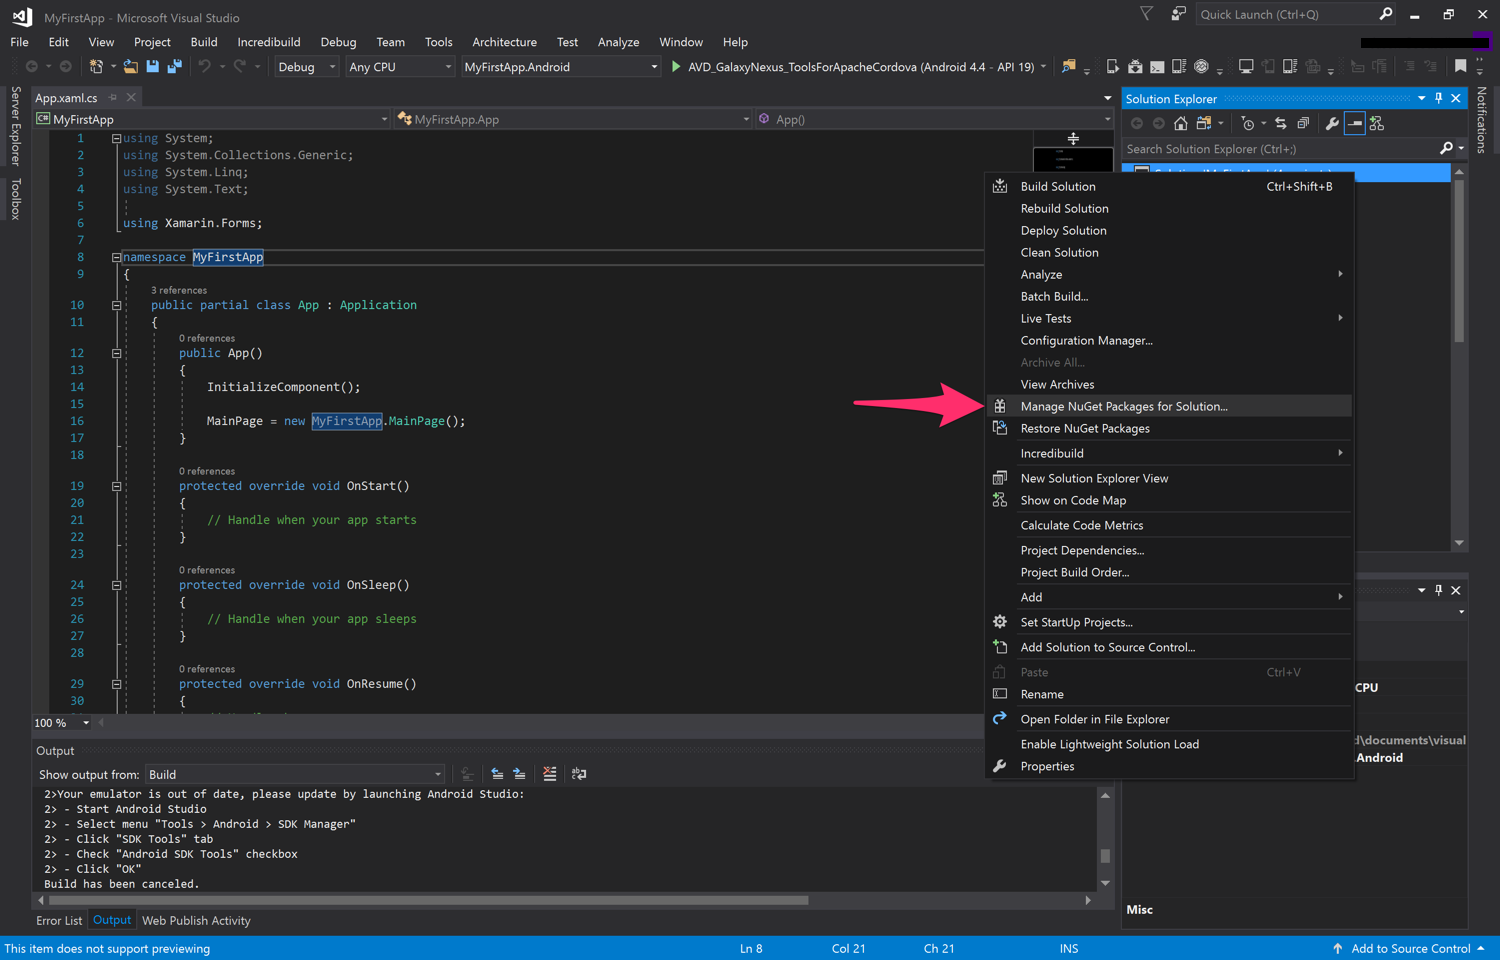 MyFirstApp - Microsoft Visual Studio
Quick Launch (Ctrl+Q)
File Edit View Project Build Incredibuild Debug Team Tools Architecture Test Analyze Window Help
Debug Any CPU MyFirstApp.Android AVD_GalaxyNexus_ToolsForApacheCordova (Android 4.4 - API 19)
Server Explorer
Toolbox
App.xaml.cs
C# MyFirstApp MyFirstApp.App App()
1 using System;
2 using System.Collections.Generic;
3 using System.Linq;
4 using System.Text;
5
6 using Xamarin.Forms;
7
8 namespace MyFirstApp
9 {
3 references
10 public partial class App : Application
11 {
0 references
12 public App()
13 {
14 InitializeComponent();
15
16 MainPage = new MyFirstApp.MainPage();
17 }
18
0 references
19 protected override void OnStart()
20 {
21 // Handle when your app starts
22 }
23
0 references
24 protected override void OnSleep()
25 {
26 // Handle when your app sleeps
27 }
28
0 references
29 protected override void OnResume()
30 {
100 %
Solution Explorer
Search Solution Explorer (Ctrl+;)
Notifications
Build Solution Ctrl+Shift+B
Rebuild Solution
Deploy Solution
Clean Solution
Analyze
Batch Build...
Live Tests
Configuration Manager...
Archive All...
View Archives
Manage NuGet Packages for Solution...
Restore NuGet Packages
Incredibuild
New Solution Explorer View
Show on Code Map
Calculate Code Metrics
Project Dependencies...
Project Build Order...
Add
Set StartUp Projects...
Add Solution to Source Control...
Paste Ctrl+V
Rename
Open Folder in File Explorer
Enable Lightweight Solution Load
Properties
CPU
d\documents\visual
.Android
Misc
Output
Show output from: Build
2>Your emulator is out of date, please update by launching Android Studio:
2> - Start Android Studio
2> - Select menu "Tools > Android > SDK Manager"
2> - Click "SDK Tools" tab
2> - Check "Android SDK Tools" checkbox
2> - Click "OK"
Build has been canceled.
Error List Output Web Publish Activity
This item does not support previewing Ln 8 Col 21 Ch 21 INS Add to Source Control